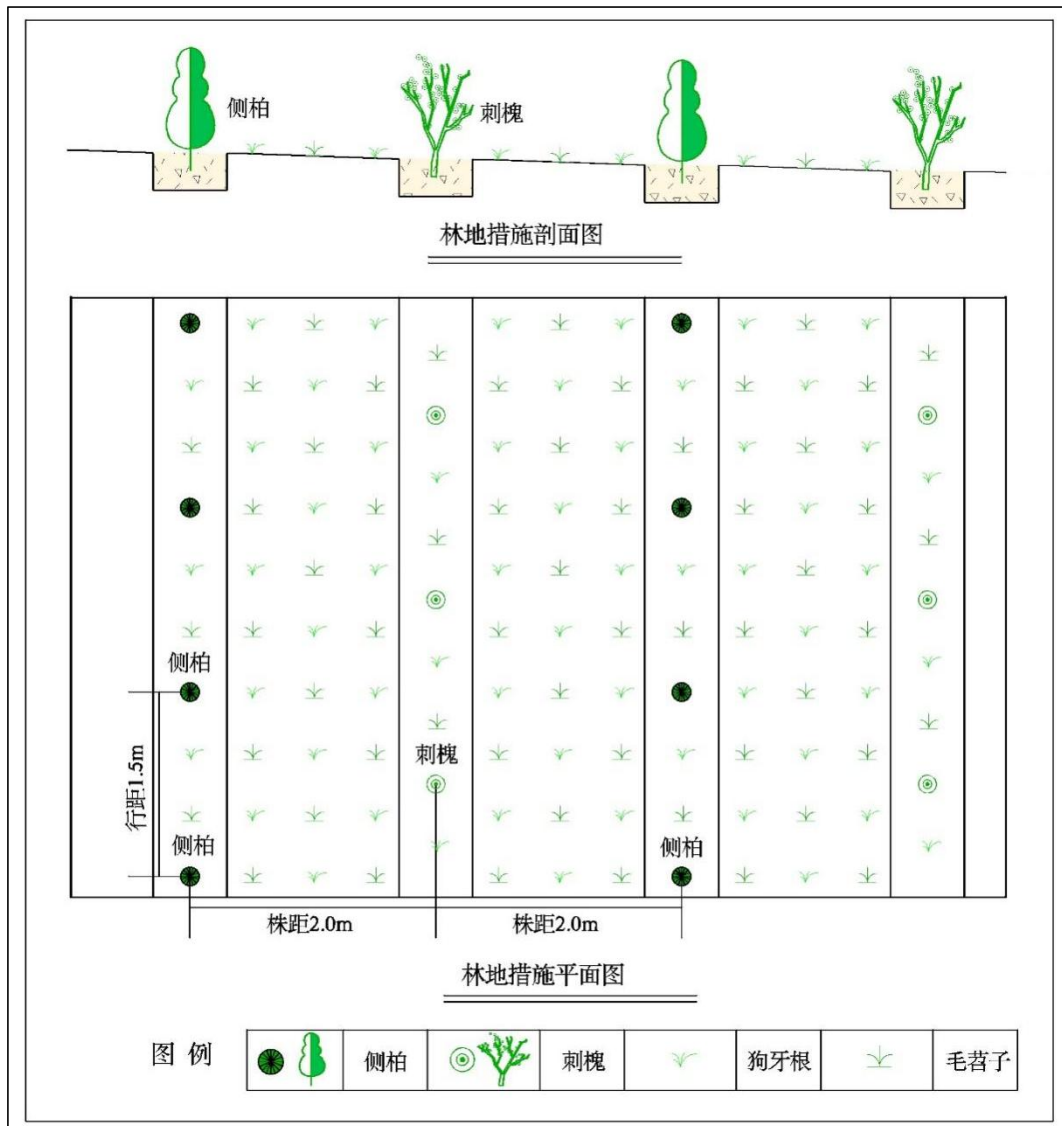 侧柏
刺槐
林地措施剖面图
侧柏
刺槐
行距1.5m
侧柏
侧柏
株距2.0m
株距2.0m
林地措施平面图
图 例
侧柏
刺槐
狗牙根
毛苕子